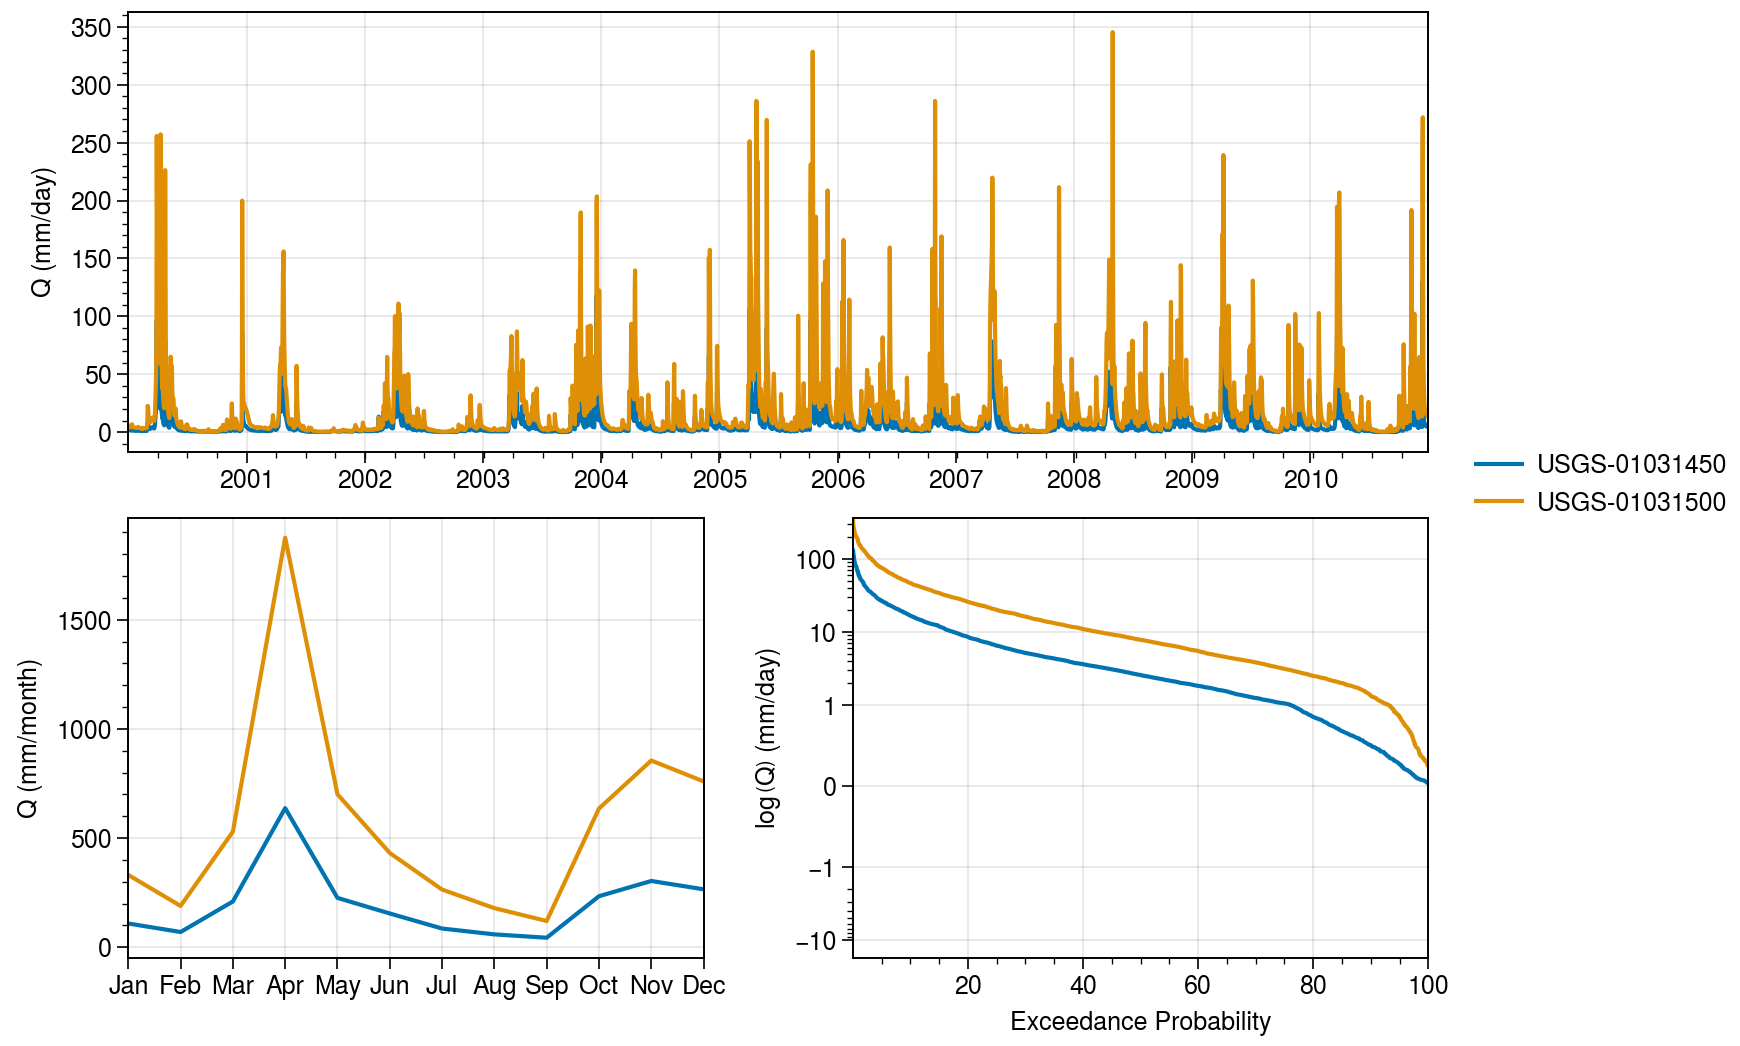 350
300
250
200
150
100
50
0
Q (mm/day)
2001 2002 2003 2004 2005 2006 2007 2008 2009 2010
USGS-01031450
USGS-01031500
1500
1000
500
0
Q (mm/month)
Jan Feb Mar Apr May Jun Jul Aug Sep Oct Nov Dec
100
10
1
0
−1
−10
log(Q) (mm/day)
20 40 60 80 100
Exceedance Probability